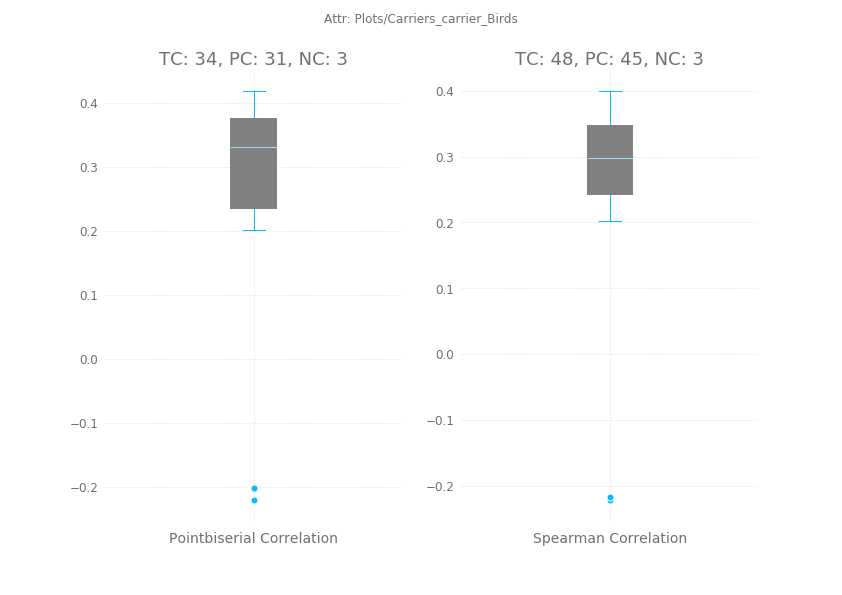 Attr: Plots/Carriers_carrier_Birds
TC: 34, PC: 31, NC: 3
0.4
0.3
0.2
0.1
0.0
−0.1
−0.2
Pointbiserial Correlation
TC: 48, PC: 45, NC: 3
0.4
0.3
0.2
0.1
0.0
−0.1
−0.2
Spearman Correlation